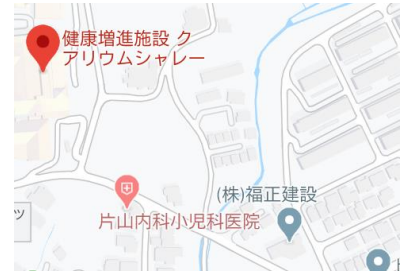 健康増進施設 ク
アリウムシャレー
(株)福正建設
片山内科小児科医院
ツ